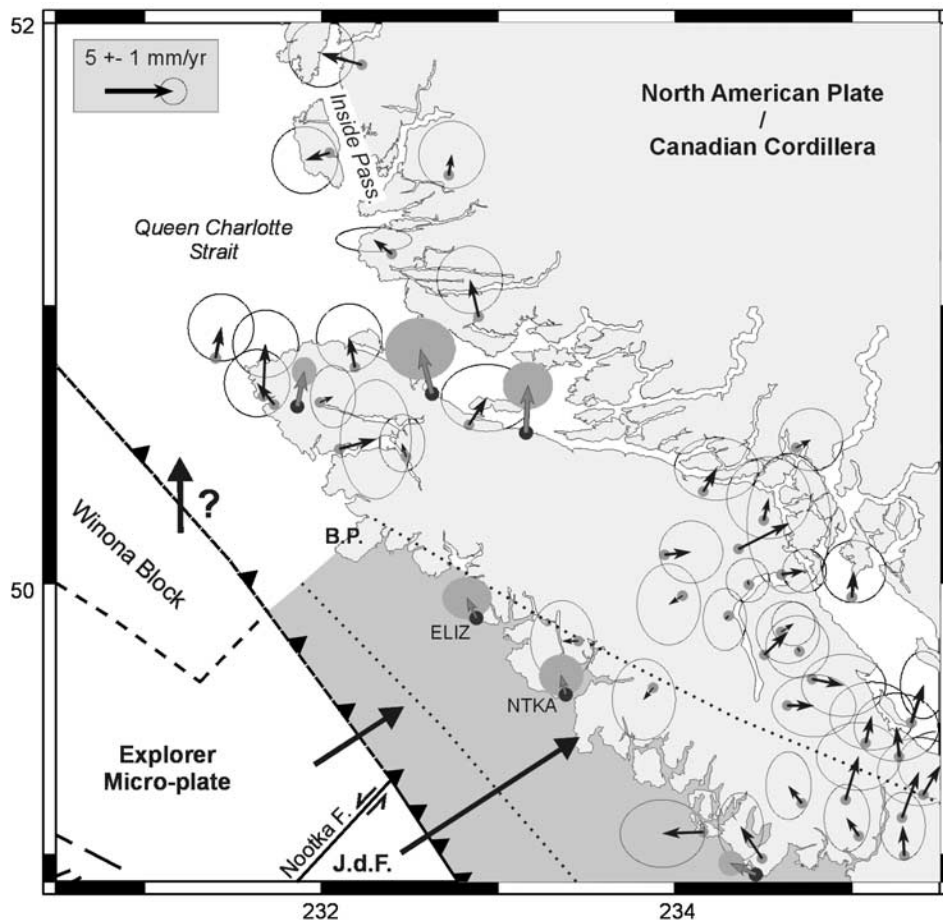 52
5 +- 1 mm/yr
Inside Pass.
North American Plate
/
Canadian Cordillera
Queen Charlotte
Strait
?
Winona Block
B.P.
50
ELIZ
NTKA
Explorer
Micro-plate
Nootka F.
J.d.F.
232
234